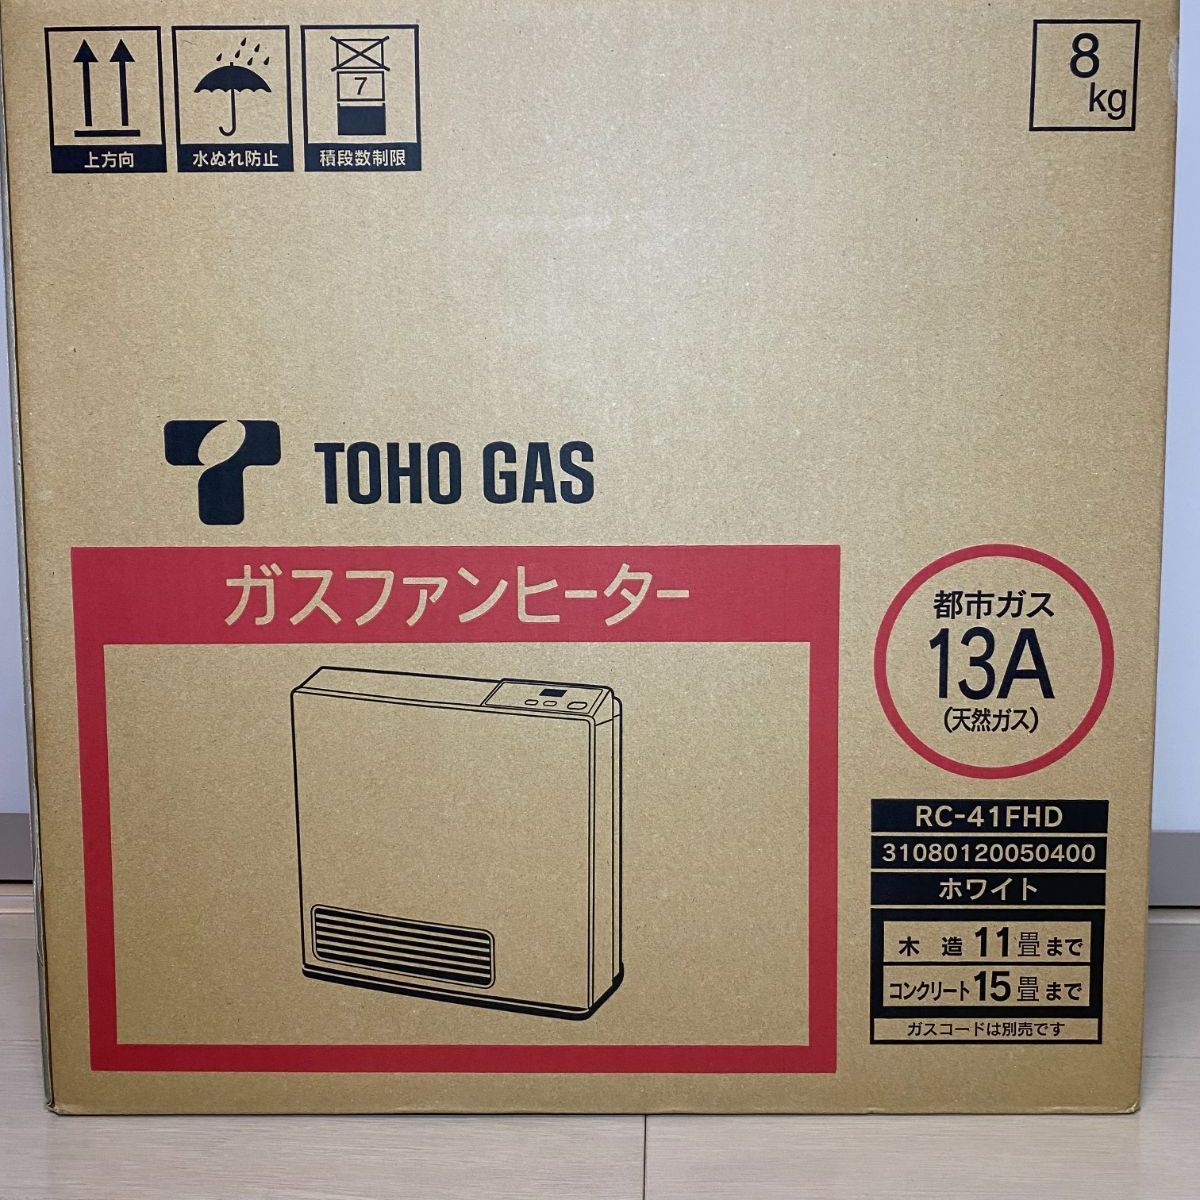 上方向
水ぬれ防止
7
積段数制限
8
kg
TOHO GAS
ガスファンヒーター
都市ガス
13A
(天然ガス)
RC-41FHD
31080120050400
ホワイト
木造 11畳まで
コンクリート 15畳まで
ガスコードは別売です